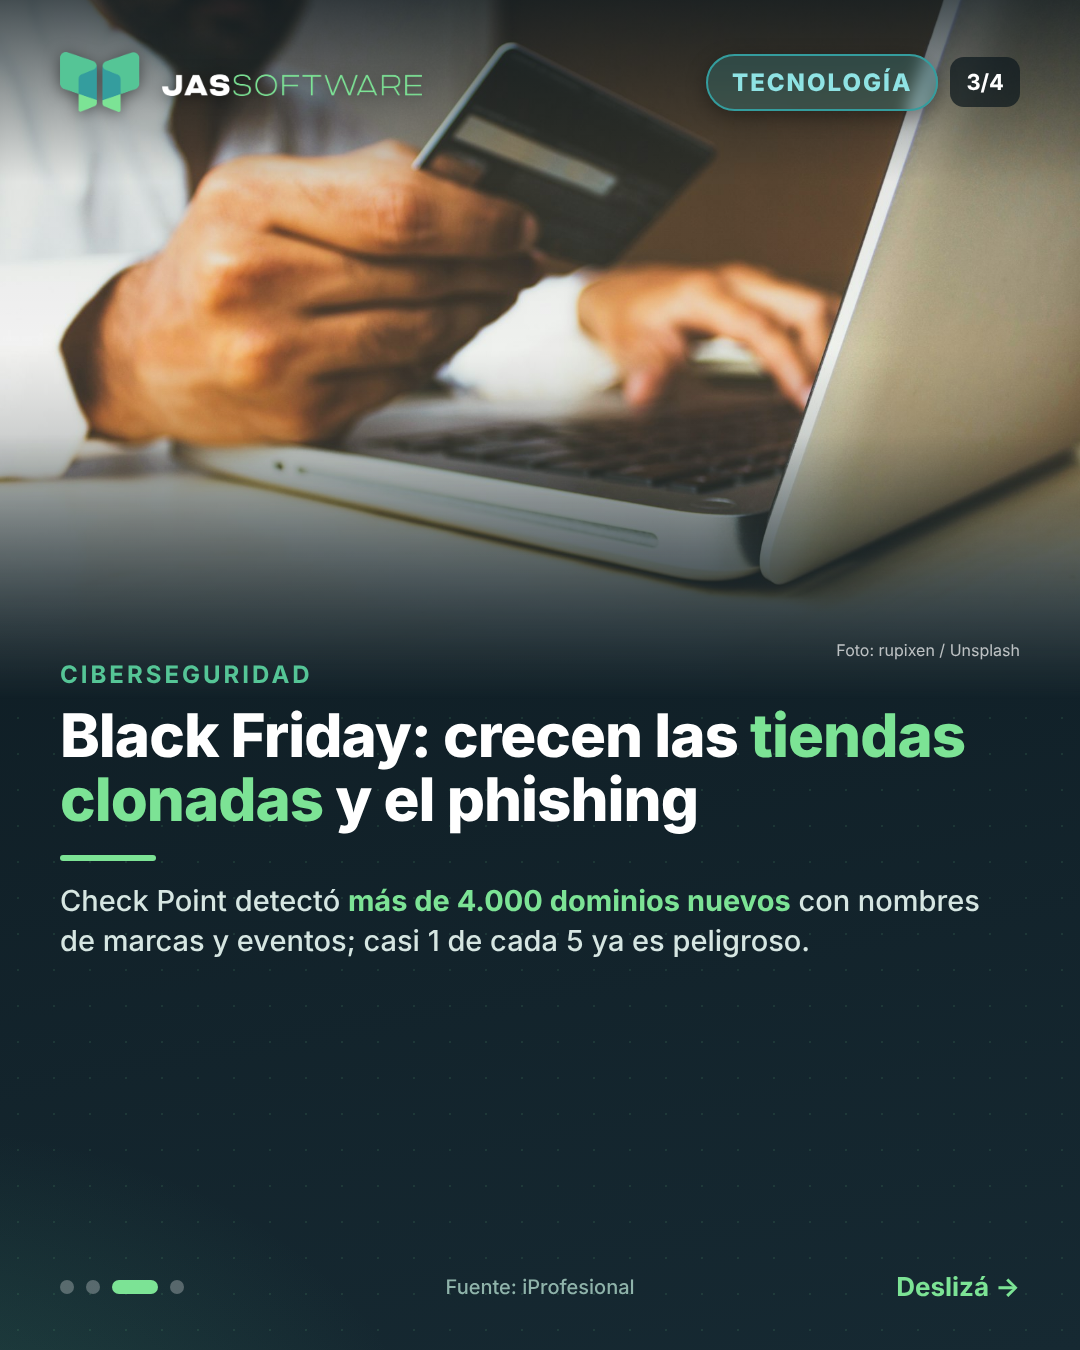 JASSOFTWARE
TECNOLOGÍA
3/4
Foto: rupixen / Unsplash
CIBERSEGURIDAD
Black Friday: crecen las tiendas
clonadas y el phishing
Check Point detectó más de 4.000 dominios nuevos con nombres
de marcas y eventos; casi 1 de cada 5 ya es peligroso.
Fuente: iProfesional
Deslizá →